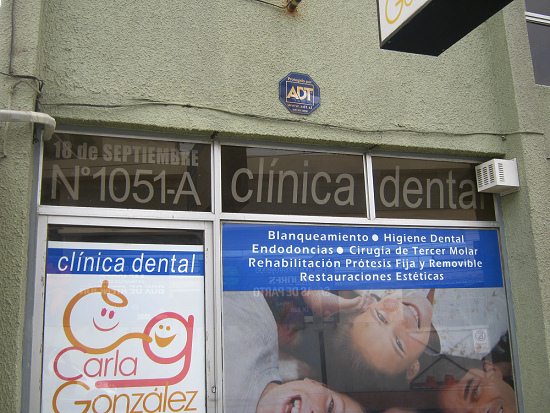 ADT
18 de SEPTIEMBRE
N°1051-A
clínica dental
Blanqueamiento ● Higiene Dental
Endodoncias ● Cirugía de Tercer Molar
Rehabilitación Prótesis Fija y Removible
Restauraciones Estéticas
clínica dental
Carla
González